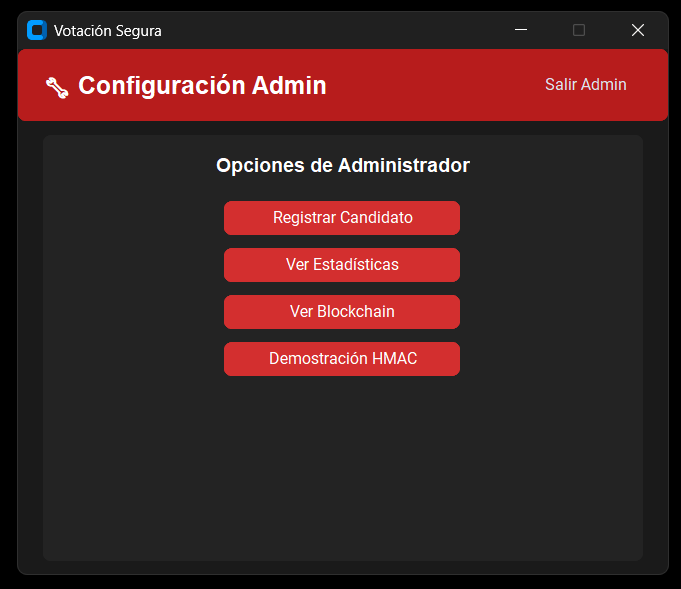 Votación Segura
Configuración Admin
Salir Admin
Opciones de Administrador
Registrar Candidato
Ver Estadísticas
Ver Blockchain
Demostración HMAC